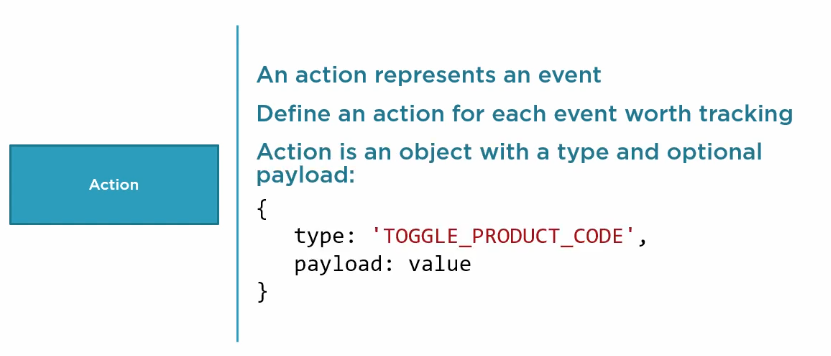 Action
An action represents an event
Define an action for each event worth tracking
Action is an object with a type and optional
payload:
{
type: 'TOGGLE_PRODUCT_CODE',
payload: value
}